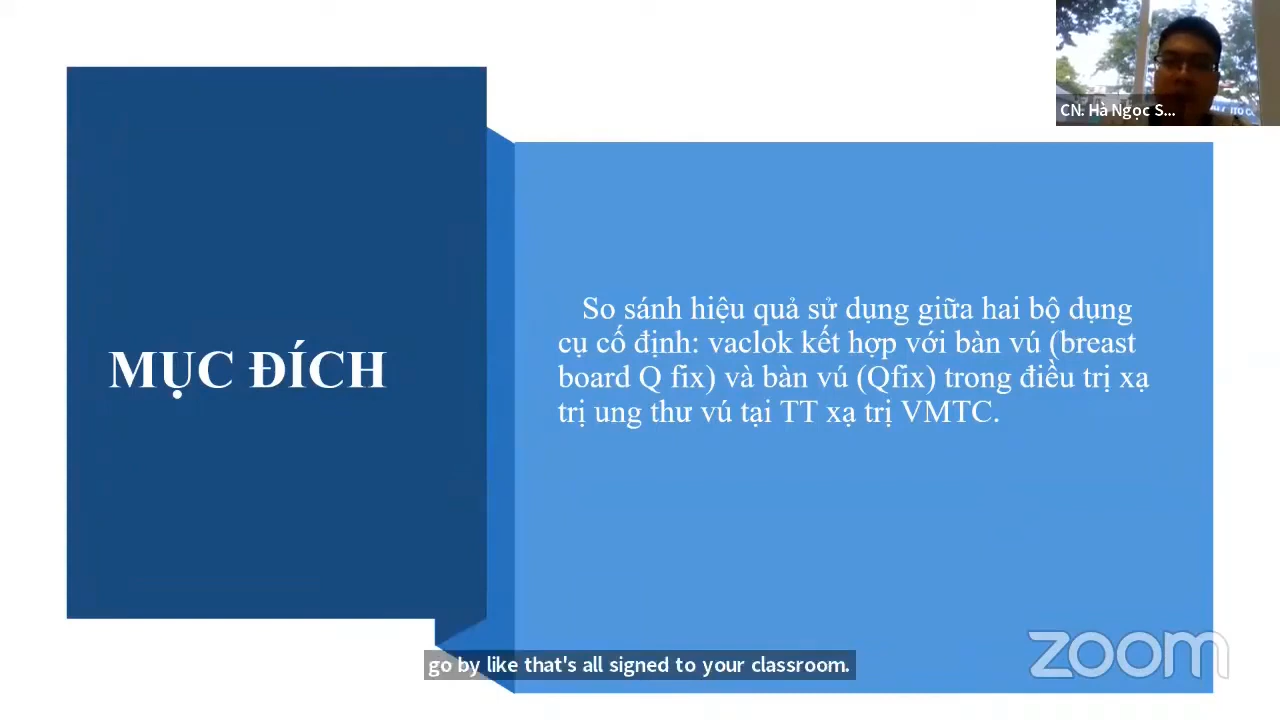 CN. Hà Ngọc S...
MỤC ĐÍCH
So sánh hiệu quả sử dụng giữa hai bộ dụng
cụ cố định: vaclok kết hợp với bàn vú (breast
board Q fix) và bàn vú (Qfix) trong điều trị xạ
trị ung thư vú tại TT xạ trị VMTC.
go by like that's all signed to your classroom.
zoom